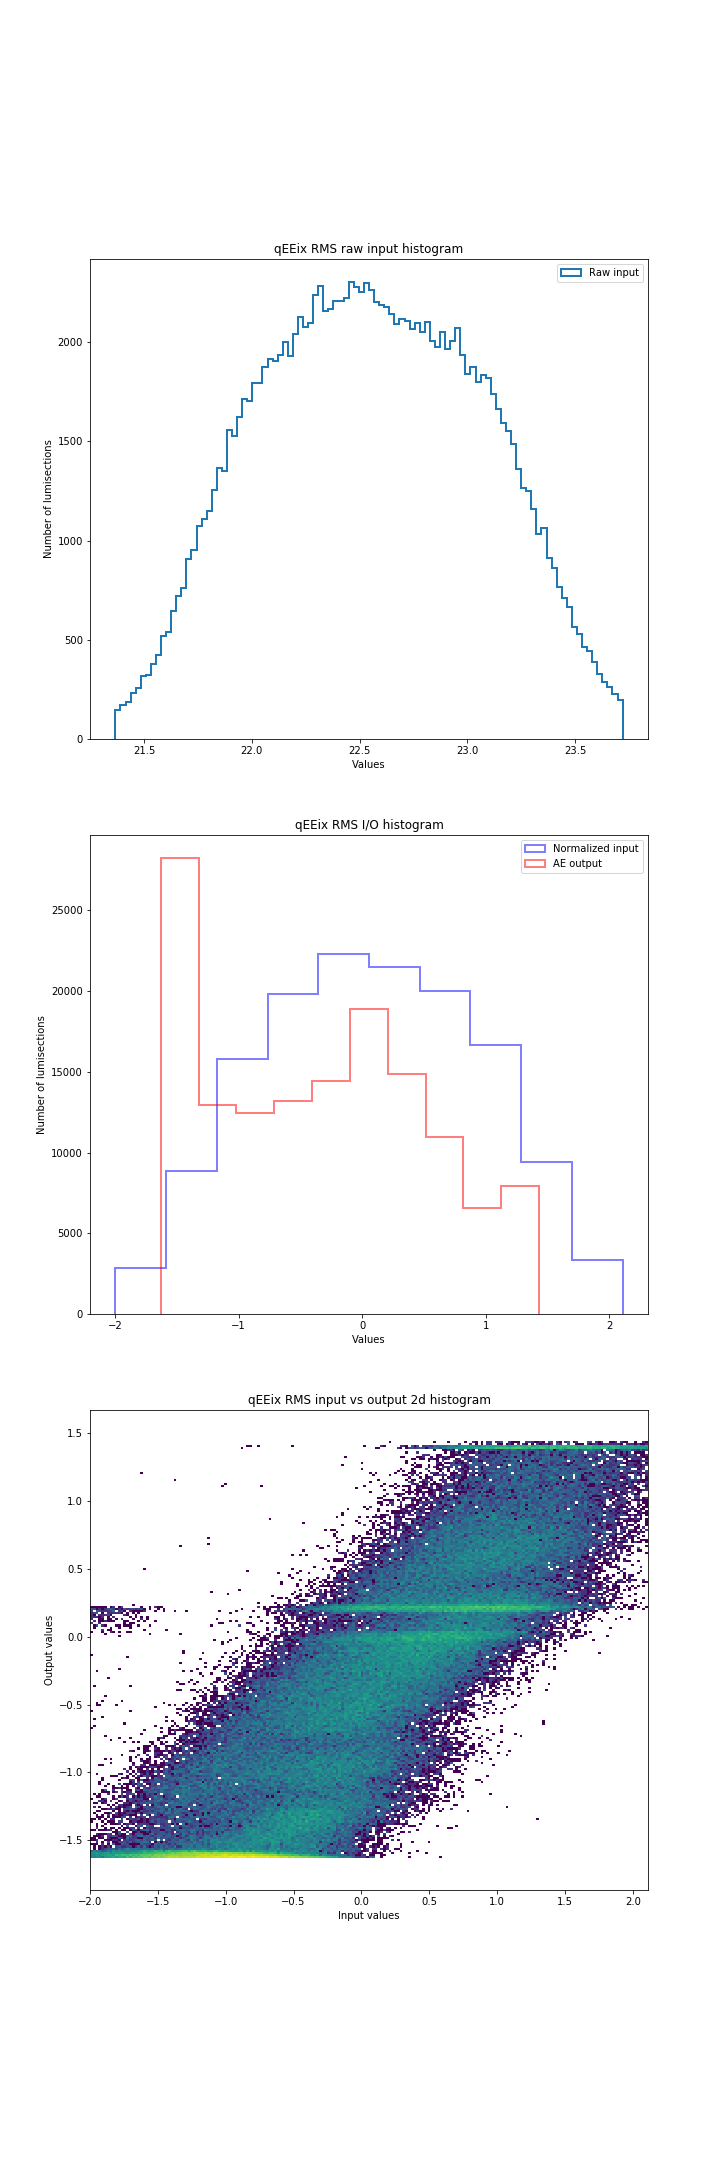 qEEix RMS raw input histogram
Raw input
2000
1500
1000
500
0
Number of lumisections
21.5 22.0 22.5 23.0 23.5
Values
qEEix RMS I/O histogram
Normalized input
AE output
25000
20000
15000
10000
5000
0
Number of lumisections
−2 −1 0 1 2
Values
qEEix RMS input vs output 2d histogram
1.5
1.0
0.5
0.0
−0.5
−1.0
−1.5
Output values
−2.0 −1.5 −1.0 −0.5 0.0 0.5 1.0 1.5 2.0
Input values